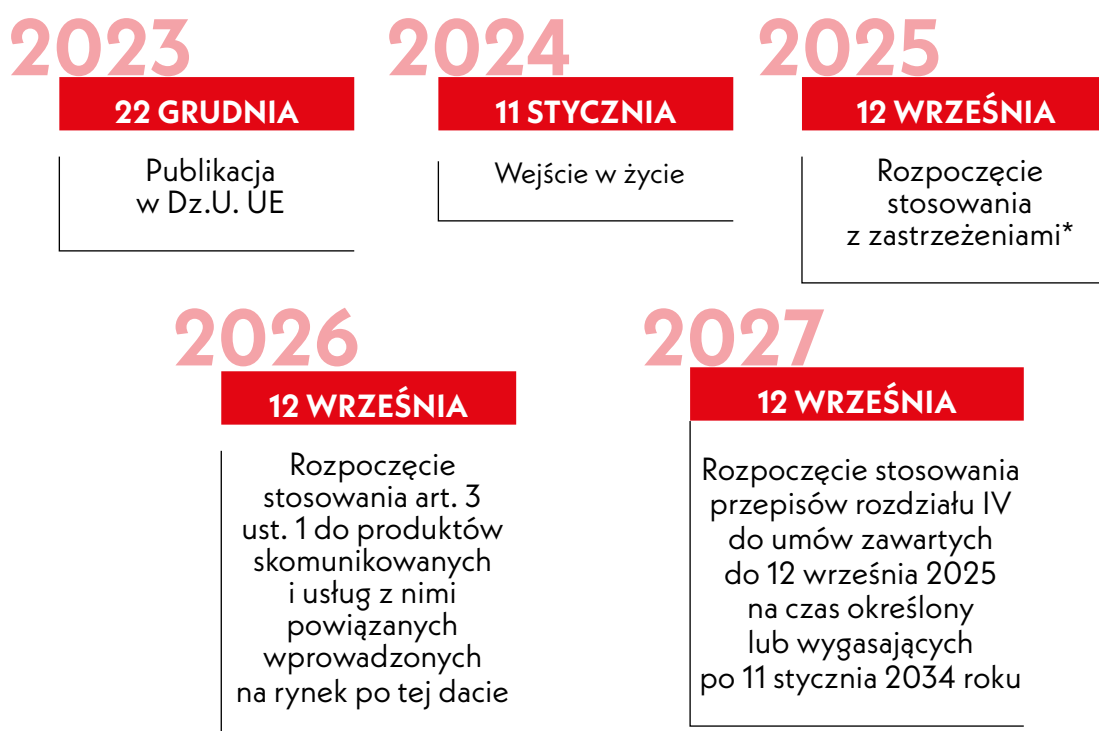 2023
22 GRUDNIA
Publikacja
w Dz.U. UE
2024
11 STYCZNIA
Wejście w życie
2025
12 WRZEŚNIA
Rozpoczęcie
stosowania
z zastrzeżeniami*
2026
12 WRZEŚNIA
Rozpoczęcie
stosowania art. 3
ust. 1 do produktów
skomunikowanych
i usług z nimi
powiązanych
wprowadzonych
na rynek po tej dacie
2027
12 WRZEŚNIA
Rozpoczęcie stosowania
przepisów rozdziału IV
do umów zawartych
do 12 września 2025
na czas określony
lub wygasających
po 11 stycznia 2034 roku